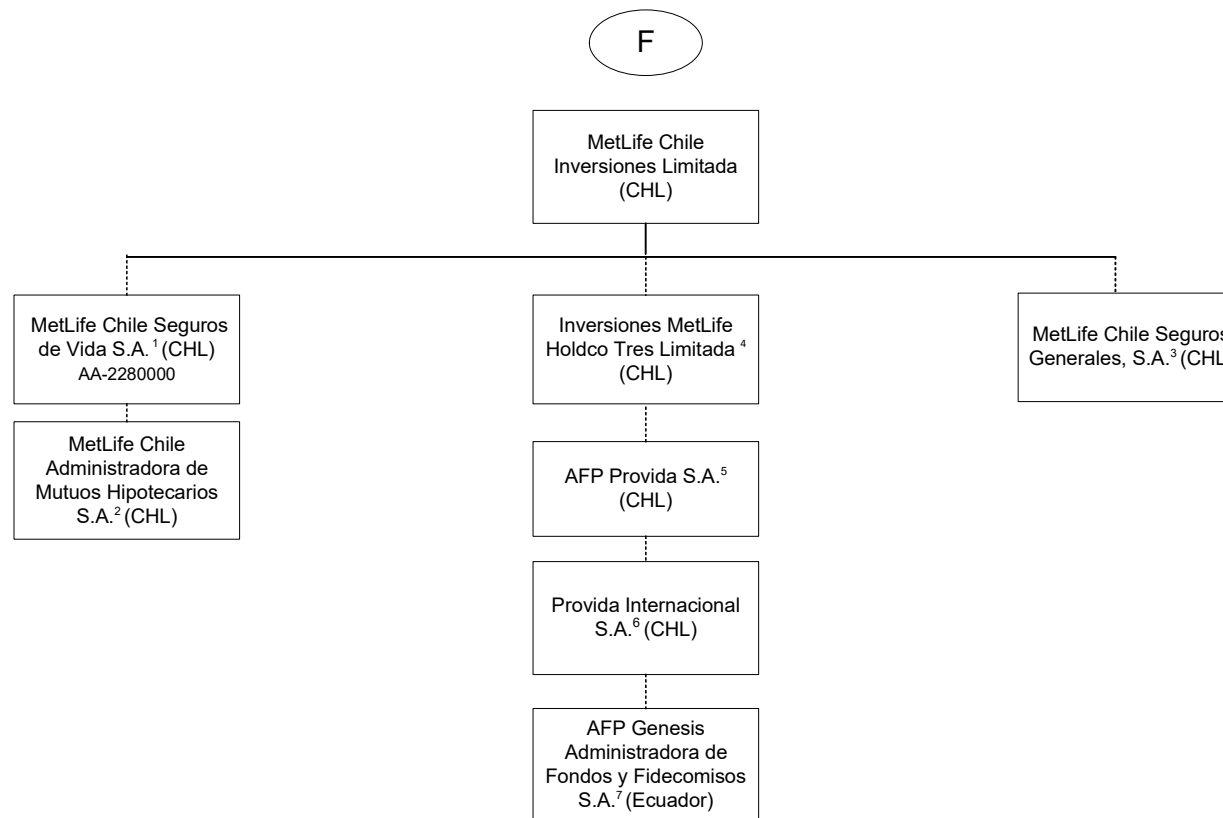 F
MetLife Chile
Inversiones Limitada
(CHL)
MetLife Chile Seguros
de Vida S.A.¹ (CHL)
AA-2280000
MetLife Chile
Administradora de
Mutuos Hipotecarios
S.A.² (CHL)
Inversiones MetLife
Holdco Tres Limitada ⁴
(CHL)
AFP Provida S.A.⁵
(CHL)
Provida Internacional
S.A.⁶ (CHL)
AFP Genesis
Administradora de
Fondos y Fidecomisos
S.A.⁷ (Ecuador)
MetLife Chile Seguros
Generales, S.A.³ (CHL